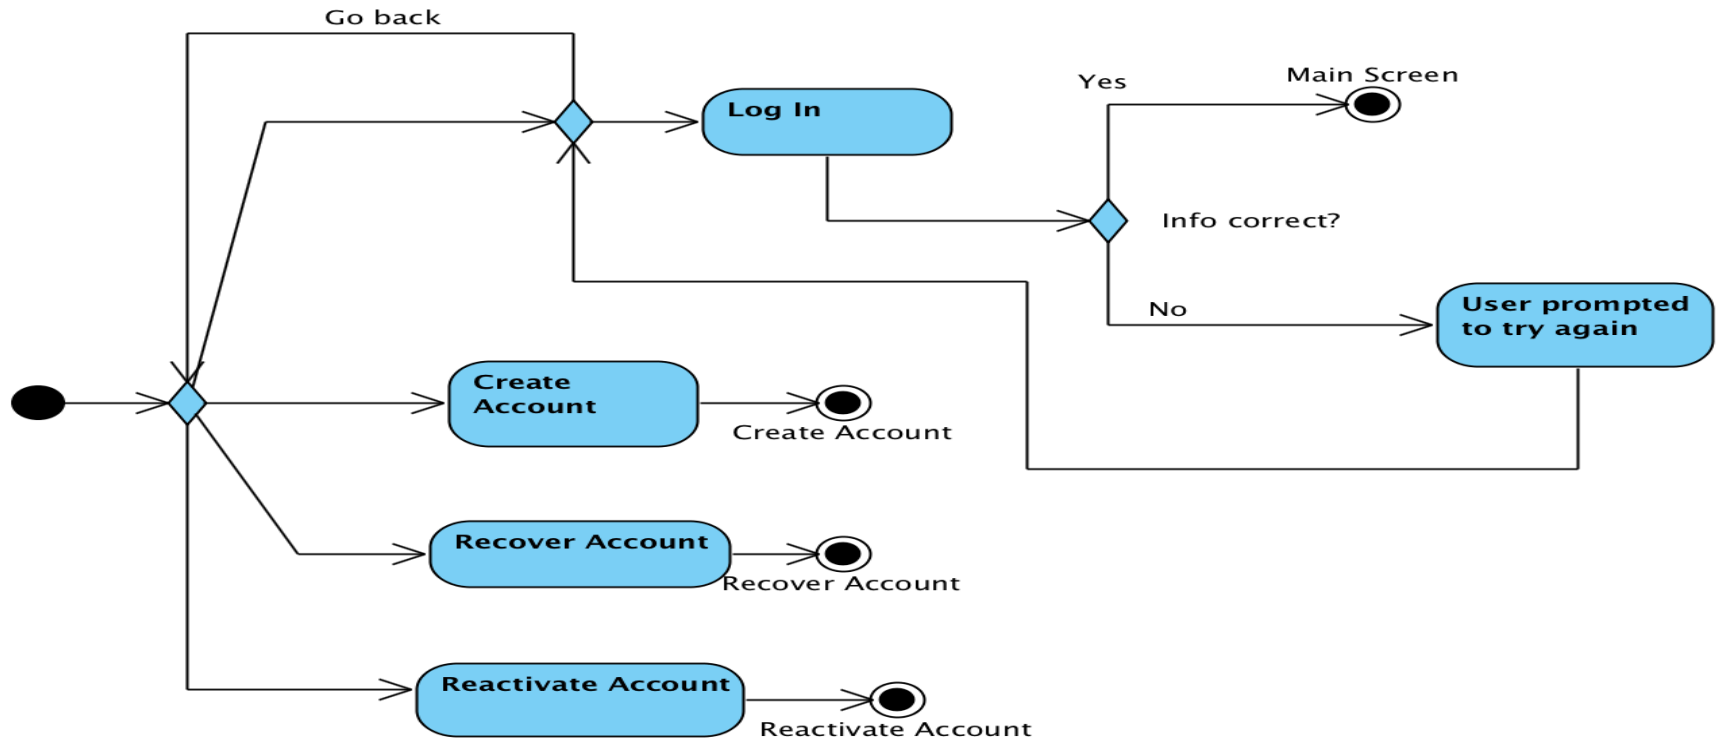 Go back
Main Screen
Yes
Log In
Info correct?
No
User prompted
to try again
Create
Account
Create Account
Recover Account
Recover Account
Reactivate Account
Reactivate Account